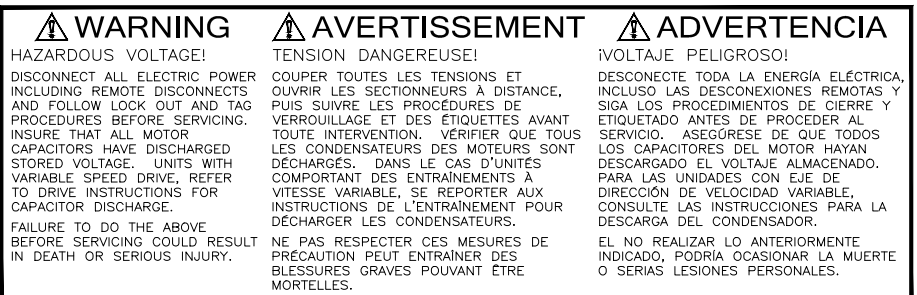 WARNING
HAZARDOUS VOLTAGE!
DISCONNECT ALL ELECTRIC POWER
INCLUDING REMOTE DISCONNECTS
AND FOLLOW LOCK OUT AND TAG
PROCEDURES BEFORE SERVICING.
INSURE THAT ALL MOTOR
CAPACITORS HAVE DISCHARGED
STORED VOLTAGE. UNITS WITH
VARIABLE SPEED DRIVE, REFER
TO DRIVE INSTRUCTIONS FOR
CAPACITOR DISCHARGE.
FAILURE TO DO THE ABOVE
BEFORE SERVICING COULD RESULT
IN DEATH OR SERIOUS INJURY.
AVERTISSEMENT
TENSION DANGEREUSE!
COUPER TOUTES LES TENSIONS ET
OUVRIR LES SECTIONNEURS À DISTANCE,
PUIS SUIVRE LES PROCÉDURES DE
VERROUILLAGE ET DES ÉTIQUETTES AVANT
TOUTE INTERVENTION. VÉRIFIER QUE TOUS
LES CONDENSATEURS DES MOTEURS SONT
DÉCHARGÉS. DANS LE CAS D'UNITÉS
COMPORTANT DES ENTRAÎNEMENTS À
VITESSE VARIABLE, SE REPORTER AUX
INSTRUCTIONS DE L'ENTRAÎNEMENT POUR
DÉCHARGER LES CONDENSATEURS.
NE PAS RESPECTER CES MESURES DE
PRÉCAUTION PEUT ENTRAÎNER DES
BLESSURES GRAVES POUVANT ÊTRE
MORTELLES.
ADVERTENCIA
¡VOLTAJE PELIGROSO!
DESCONECTE TODA LA ENERGÍA ELÉCTRICA,
INCLUSO LAS DESCONEXIONES REMOTAS Y
SIGA LOS PROCEDIMIENTOS DE CIERRE Y
ETIQUETADO ANTES DE PROCEDER AL
SERVICIO. ASEGÚRESE DE QUE TODOS
LOS CAPACITORES DEL MOTOR HAYAN
DESCARGADO EL VOLTAJE ALMACENADO.
PARA LAS UNIDADES CON EJE DE
DIRECCIÓN DE VELOCIDAD VARIABLE,
CONSULTE LAS INSTRUCCIONES PARA LA
DESCARGA DEL CONDENSADOR.
EL NO REALIZAR LO ANTERIORMENTE
INDICADO, PODRÍA OCASIONAR LA MUERTE
O SERIAS LESIONES PERSONALES.